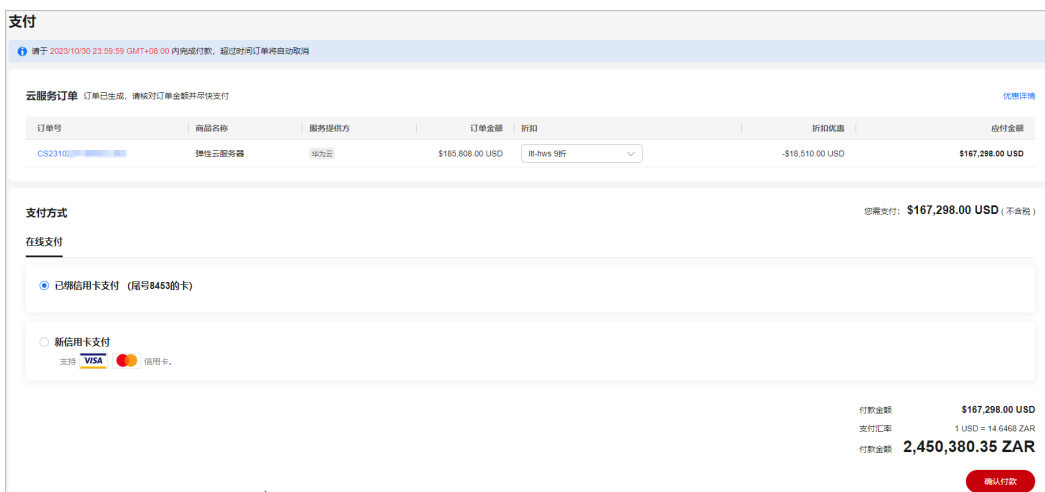 支付
请于 2023/10/30 23:59:59 GMT+08:00 内完成付款，超过时间订单将自动取消
云服务订单 订单已生成，请核对订单金额并尽快支付 优惠详情
订单号 商品名称 服务提供方 订单金额 折扣 折扣优惠 应付金额
CS2310 弹性云服务器 华为云 $185,808.00 USD llt-hws 9折 -$18,510.00 USD $167,298.00 USD
支付方式 您需支付： $167,298.00 USD (不含税)
在线支付
已绑信用卡支付 (尾号8453的卡)
新信用卡支付
支持 VISA 信用卡。
付款金额 $167,298.00 USD
支付汇率 1 USD = 14.6468 ZAR
付款金额 2,450,380.35 ZAR
确认付款